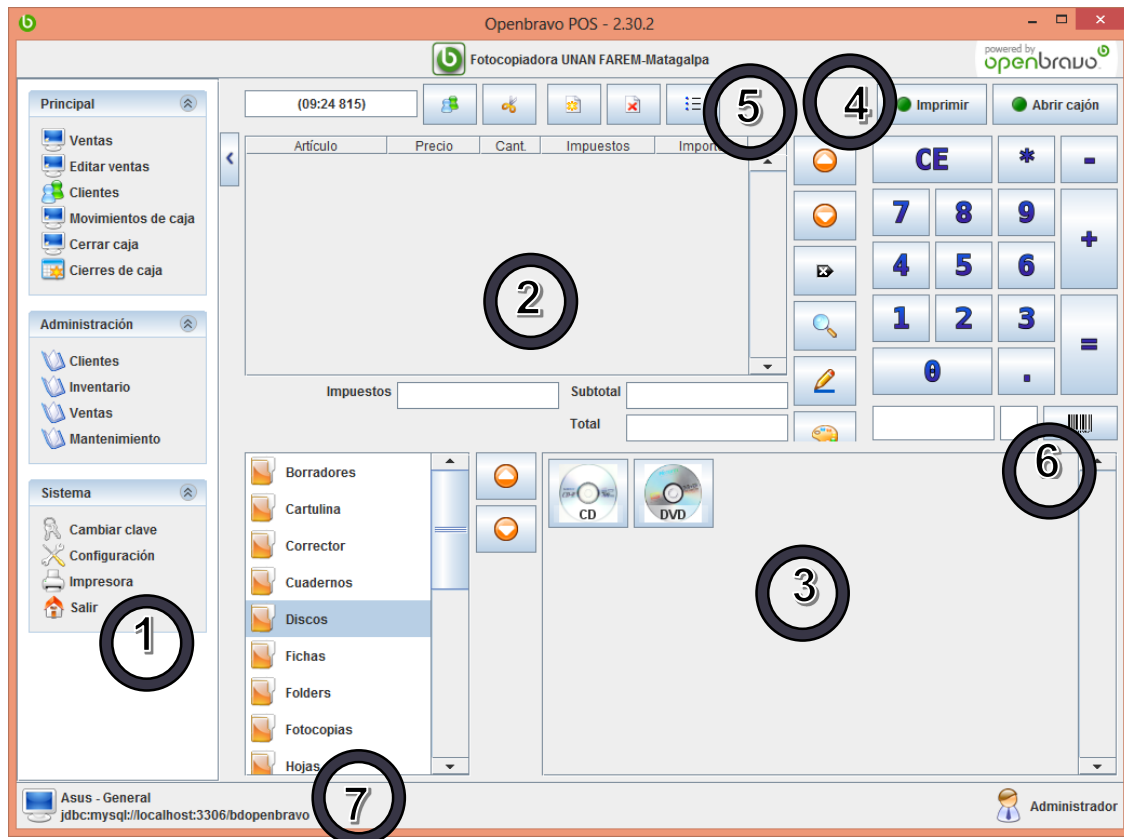 Openbravo POS - 2.30.2
Fotocopiadora UNAN FAREM-Matagalpa
powered by
openbravo
Principal
Ventas
Editar ventas
Clientes
Movimientos de caja
Cerrar caja
Cierres de caja
Administración
Clientes
Inventario
Ventas
Mantenimiento
Sistema
Cambiar clave
Configuración
Impresora
Salir
1
(09:24 815)
5
4
Imprimir
Abrir cajón
Artículo Precio Cant. Impuestos
2
Impuestos
Subtotal
Total
CE * -
7 8 9 +
4 5 6
1 2 3 =
0 .
6
Borradores
Cartulina
Corrector
Cuadernos
Discos
Fichas
Folders
Fotocopias
Hojas
CD DVD
3
7
Asus - General
jdbc:mysql://localhost:3306/bdopenbravo
Administrador